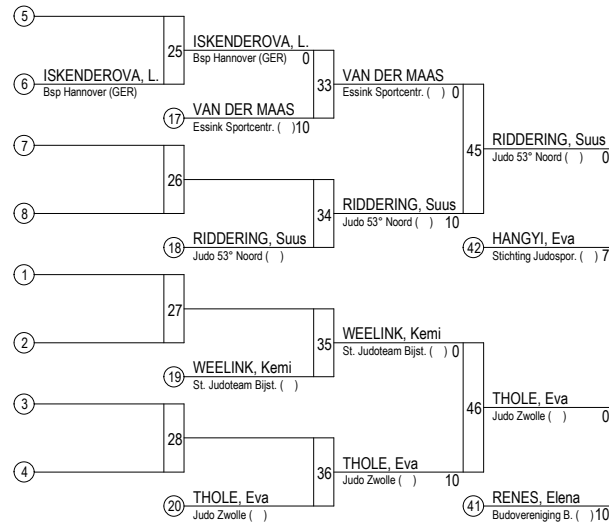 5
25
ISKENDEROVA, L.
Bsp Hannover (GER) 0
6
ISKENDEROVA, L.
Bsp Hannover (GER)
33
VAN DER MAAS
Essink Sportcentr. ( ) 0
17
VAN DER MAAS
Essink Sportcentr. ( ) 10
7
45
RIDDERING, Suus
Judo 53° Noord ( ) 0
26
8
34
RIDDERING, Suus
Judo 53° Noord ( ) 10
18
RIDDERING, Suus
Judo 53° Noord ( )
42
HANGYI, Eva
Stichting Judospor. ( ) 7
1
27
2
35
WEELINK, Kemi
St. Judoteam Bijst. ( ) 0
19
WEELINK, Kemi
St. Judoteam Bijst. ( )
3
46
THOLE, Eva
Judo Zwolle ( ) 0
28
4
36
THOLE, Eva
Judo Zwolle ( ) 10
20
THOLE, Eva
Judo Zwolle ( )
41
RENES, Elena
Budovereniging B. ( ) 10